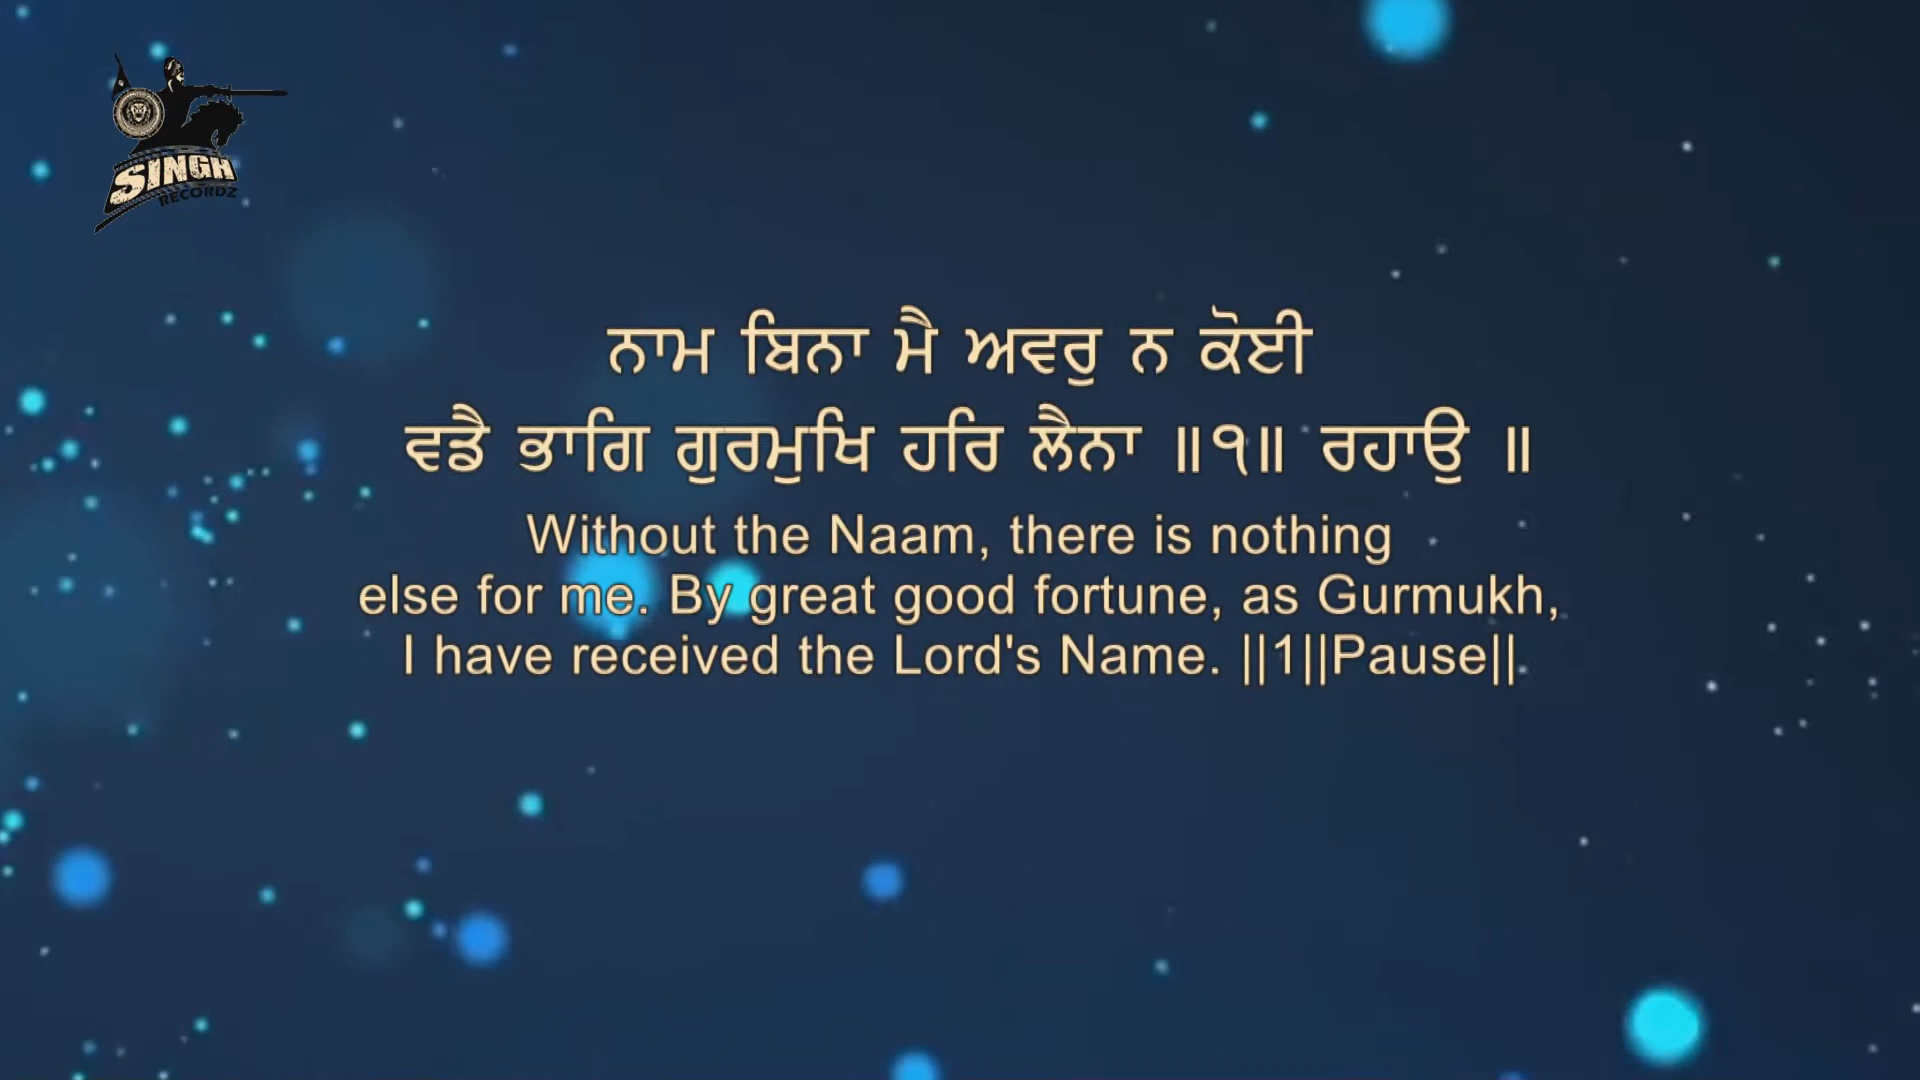 SINGH
RECORDZ
ਨਾਮ ਬਿਨਾ ਮੈ ਅਵਰੁ ਨ ਕੋਈ
ਵਡੈ ਭਾਗਿ ਗੁਰਮੁਖਿ ਹਰਿ ਲੈਨਾ ॥੧॥ ਰਹਾਉ ॥
Without the Naam, there is nothing
else for me. By great good fortune, as Gurmukh,
I have received the Lord's Name. ||1||Pause||